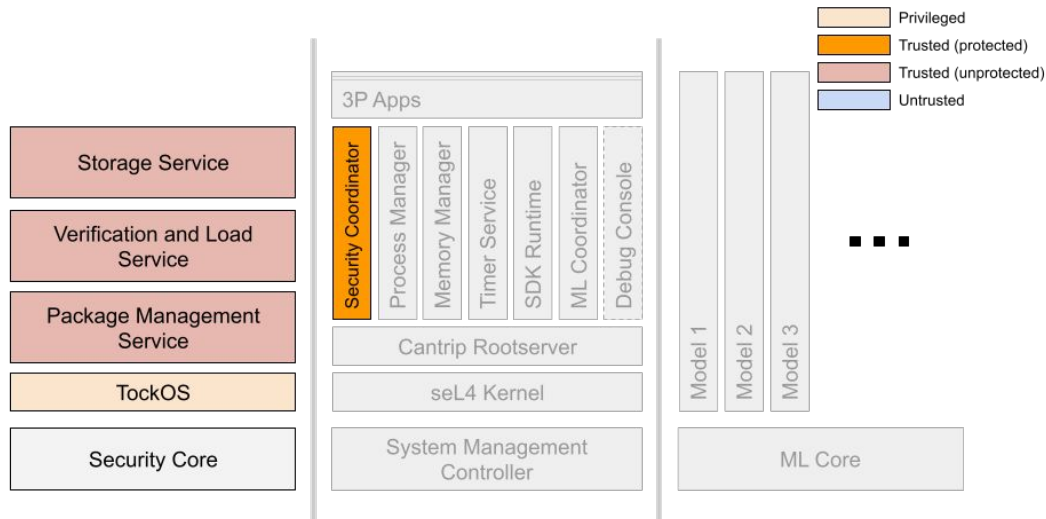 Privileged
Trusted (protected)
Trusted (unprotected)
Untrusted
Storage Service
Verification and Load
Service
Package Management
Service
TockOS
Security Core
3P Apps
Security Coordinator
Process Manager
Memory Manager
Timer Service
SDK Runtime
ML Coordinator
Debug Console
Cantrip Rootserver
seL4 Kernel
System Management
Controller
Model 1
Model 2
Model 3
ML Core